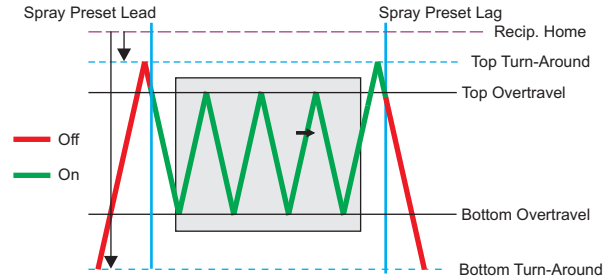 Spray Preset Lead
Spray Preset Lag
Recip. Home
Top Turn-Around
Top Overtravel
Off
On
Bottom Overtravel
Bottom Turn-Around